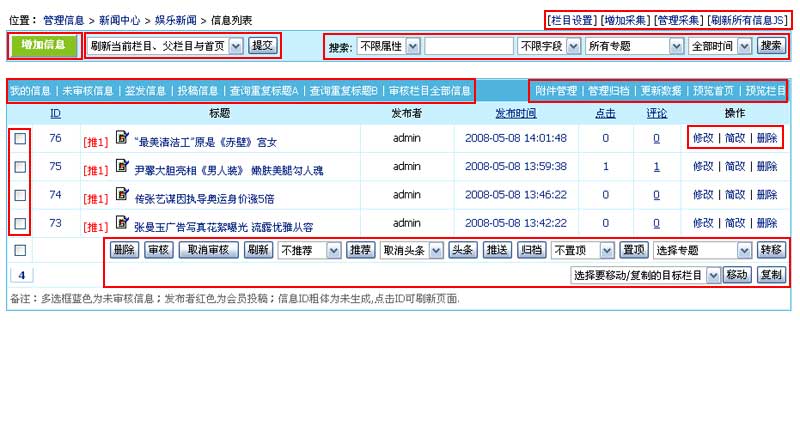 位置： 管理信息 > 新闻中心 > 娱乐新闻 > 信息列表
[栏目设置] [增加采集] [管理采集] [刷新所有信息JS]
增加信息 刷新当前栏目、父栏目与首页 提交 搜索: 不限属性 不限字段 所有专题 全部时间 搜索
我的信息 | 未审核信息 | 签发信息 | 投稿信息 | 查询重复标题A | 查询重复标题B | 审核栏目全部信息 附件管理 | 管理归档 | 更新数据 | 预览首页 | 预览栏目
ID 标题 发布者 发布时间 点击 评论 操作
76 [推1] “最美清洁工”原是《赤壁》宫女 admin 2008-05-08 14:01:48 0 0 修改 | 简改 | 删除
75 [推1] 尹馨大胆亮相《男人装》 嫩肤美腿勾人魂 admin 2008-05-08 13:59:38 1 1 修改 | 简改 | 删除
74 [推1] 传张艺谋因执导奥运身价涨5倍 admin 2008-05-08 13:46:22 0 0 修改 | 简改 | 删除
73 [推1] 张曼玉广告写真花絮曝光 流露优雅从容 admin 2008-05-08 13:42:22 0 0 修改 | 简改 | 删除
删除 审核 取消审核 刷新 不推荐 推荐 取消头条 头条 推送 归档 不置顶 置顶 选择专题 转移
4 选择要移动/复制的目标栏目 移动 复制
备注：多选框蓝色为未审核信息；发布者红色为会员投稿；信息ID粗体为未生成,点击ID可刷新页面.